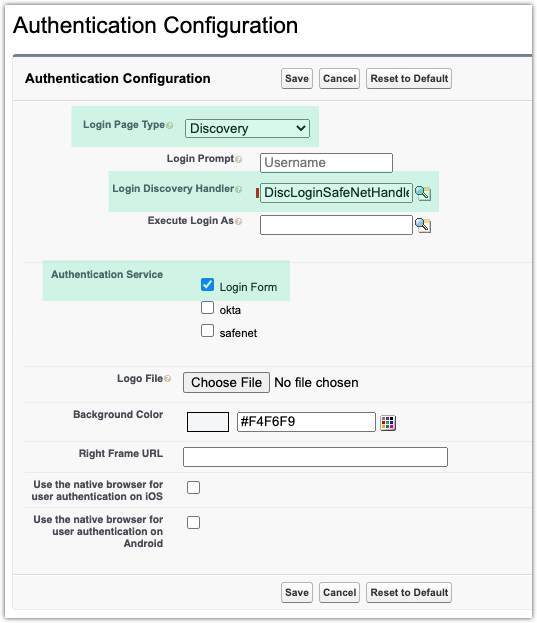 Authentication Configuration
Authentication Configuration
Save Cancel Reset to Default
Login Page Type Discovery
Login Prompt Username
Login Discovery Handler DiscLoginSafeNetHandle
Execute Login As
Authentication Service
Login Form
okta
safenet
Logo File Choose File No file chosen
Background Color #F4F6F9
Right Frame URL
Use the native browser for
user authentication on iOS
Use the native browser for
user authentication on
Android
Save Cancel Reset to Default